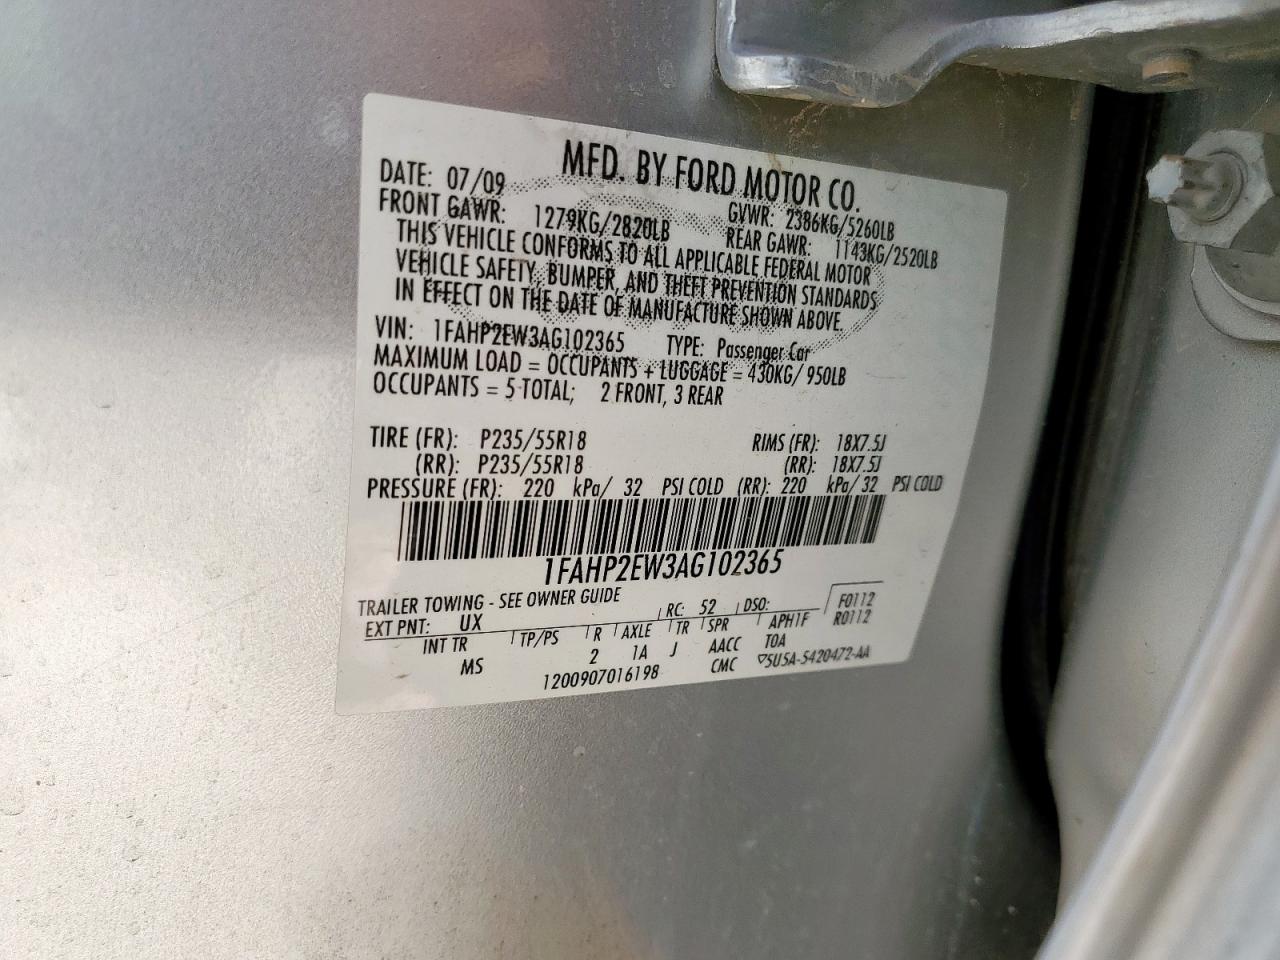 MFD. BY FORD MOTOR CO.
DATE: 07/09 GVWR: 2386KG/5260LB
FRONT GAWR: 1279KG/2820LB REAR GAWR: 1143KG/2520LB
THIS VEHICLE CONFORMS TO ALL APPLICABLE FEDERAL MOTOR
VEHICLE SAFETY, BUMPER, AND THEFT PREVENTION STANDARDS
IN EFFECT ON THE DATE OF MANUFACTURE SHOWN ABOVE.
VIN: 1FAHP2EW3AG102365 TYPE: Passenger Car
MAXIMUM LOAD = OCCUPANTS + LUGGAGE = 430KG/ 950LB
OCCUPANTS = 5 TOTAL; 2 FRONT, 3 REAR
TIRE (FR): P235/55R18 RIMS (FR): 18X7.5J
(RR): P235/55R18 (RR): 18X7.5J
PRESSURE (FR): 220 kPa/ 32 PSI COLD (RR): 220 kPa/ 32 PSI COLD
1FAHP2EW3AG102365
TRAILER TOWING - SEE OWNER GUIDE
EXT PNT: UX RC: 52 DSO: F0112
R0112
INT TR TP/PS R AXLE TR SPR APH1F
MS 2 1A J AACC TOA
1200907016198 CMC 5U5A-5420472-AA